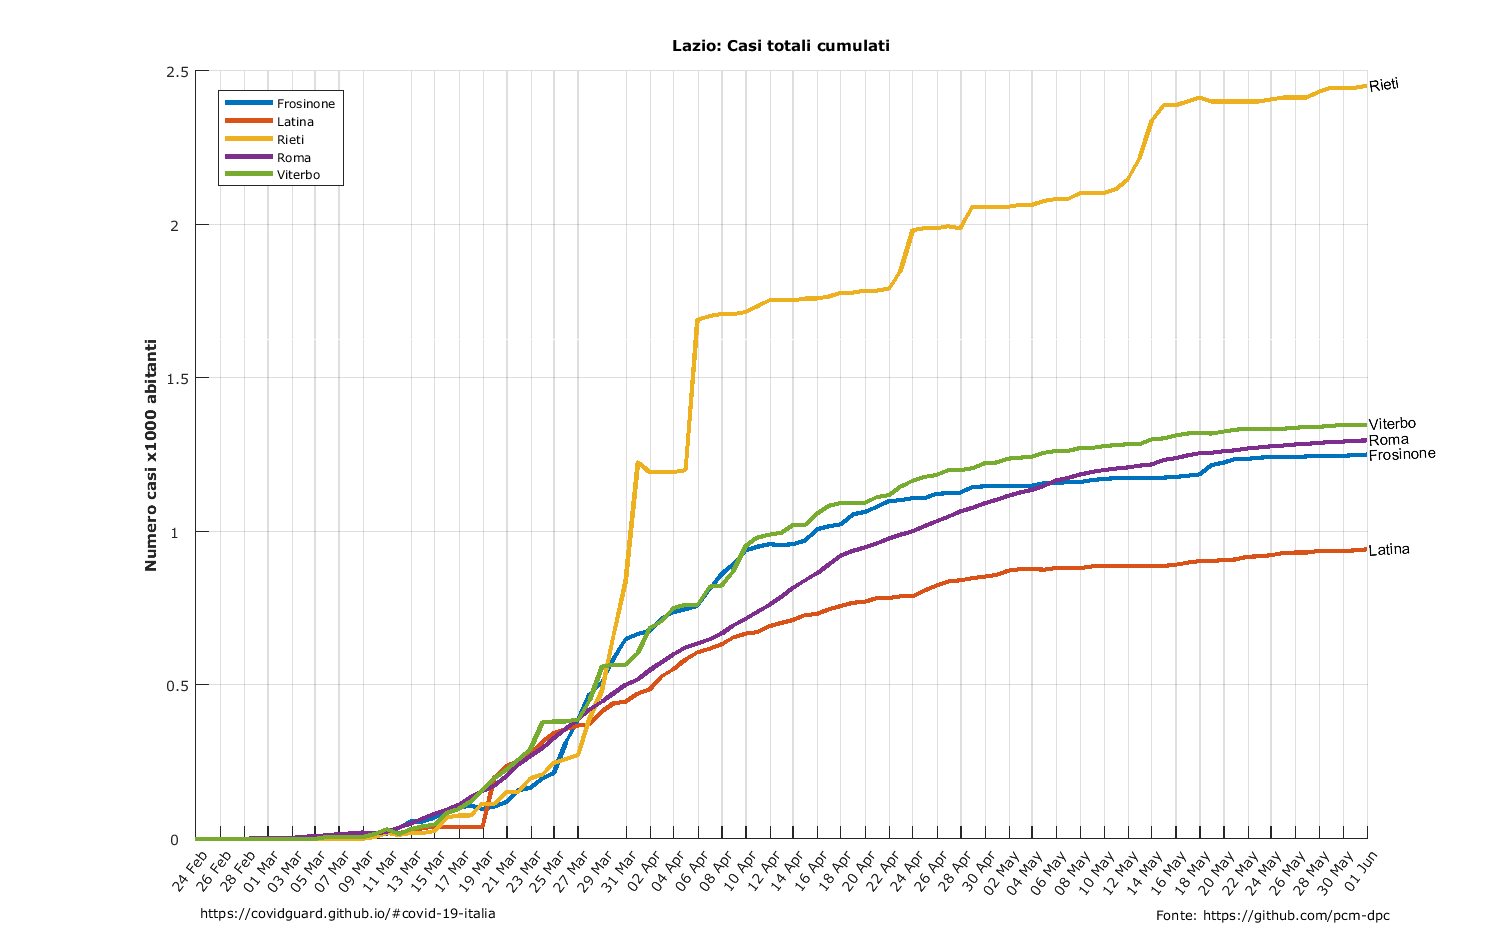 Lazio: Casi totali cumulati
Numero casi x1000 abitanti
2.5
2
1.5
1
0.5
0
Frosinone
Latina
Rieti
Roma
Viterbo
Rieti
Viterbo
Roma
Frosinone
Latina
24 Feb
26 Feb
28 Feb
01 Mar
03 Mar
05 Mar
07 Mar
09 Mar
11 Mar
13 Mar
15 Mar
17 Mar
19 Mar
21 Mar
23 Mar
25 Mar
27 Mar
29 Mar
31 Mar
02 Apr
04 Apr
06 Apr
08 Apr
10 Apr
12 Apr
14 Apr
16 Apr
18 Apr
20 Apr
22 Apr
24 Apr
26 Apr
28 Apr
30 Apr
02 May
04 May
06 May
08 May
10 May
12 May
14 May
16 May
18 May
20 May
22 May
24 May
26 May
28 May
30 May
01 Jun
https://covidguard.github.io/#covid-19-italia
Fonte: https://github.com/pcm-dpc